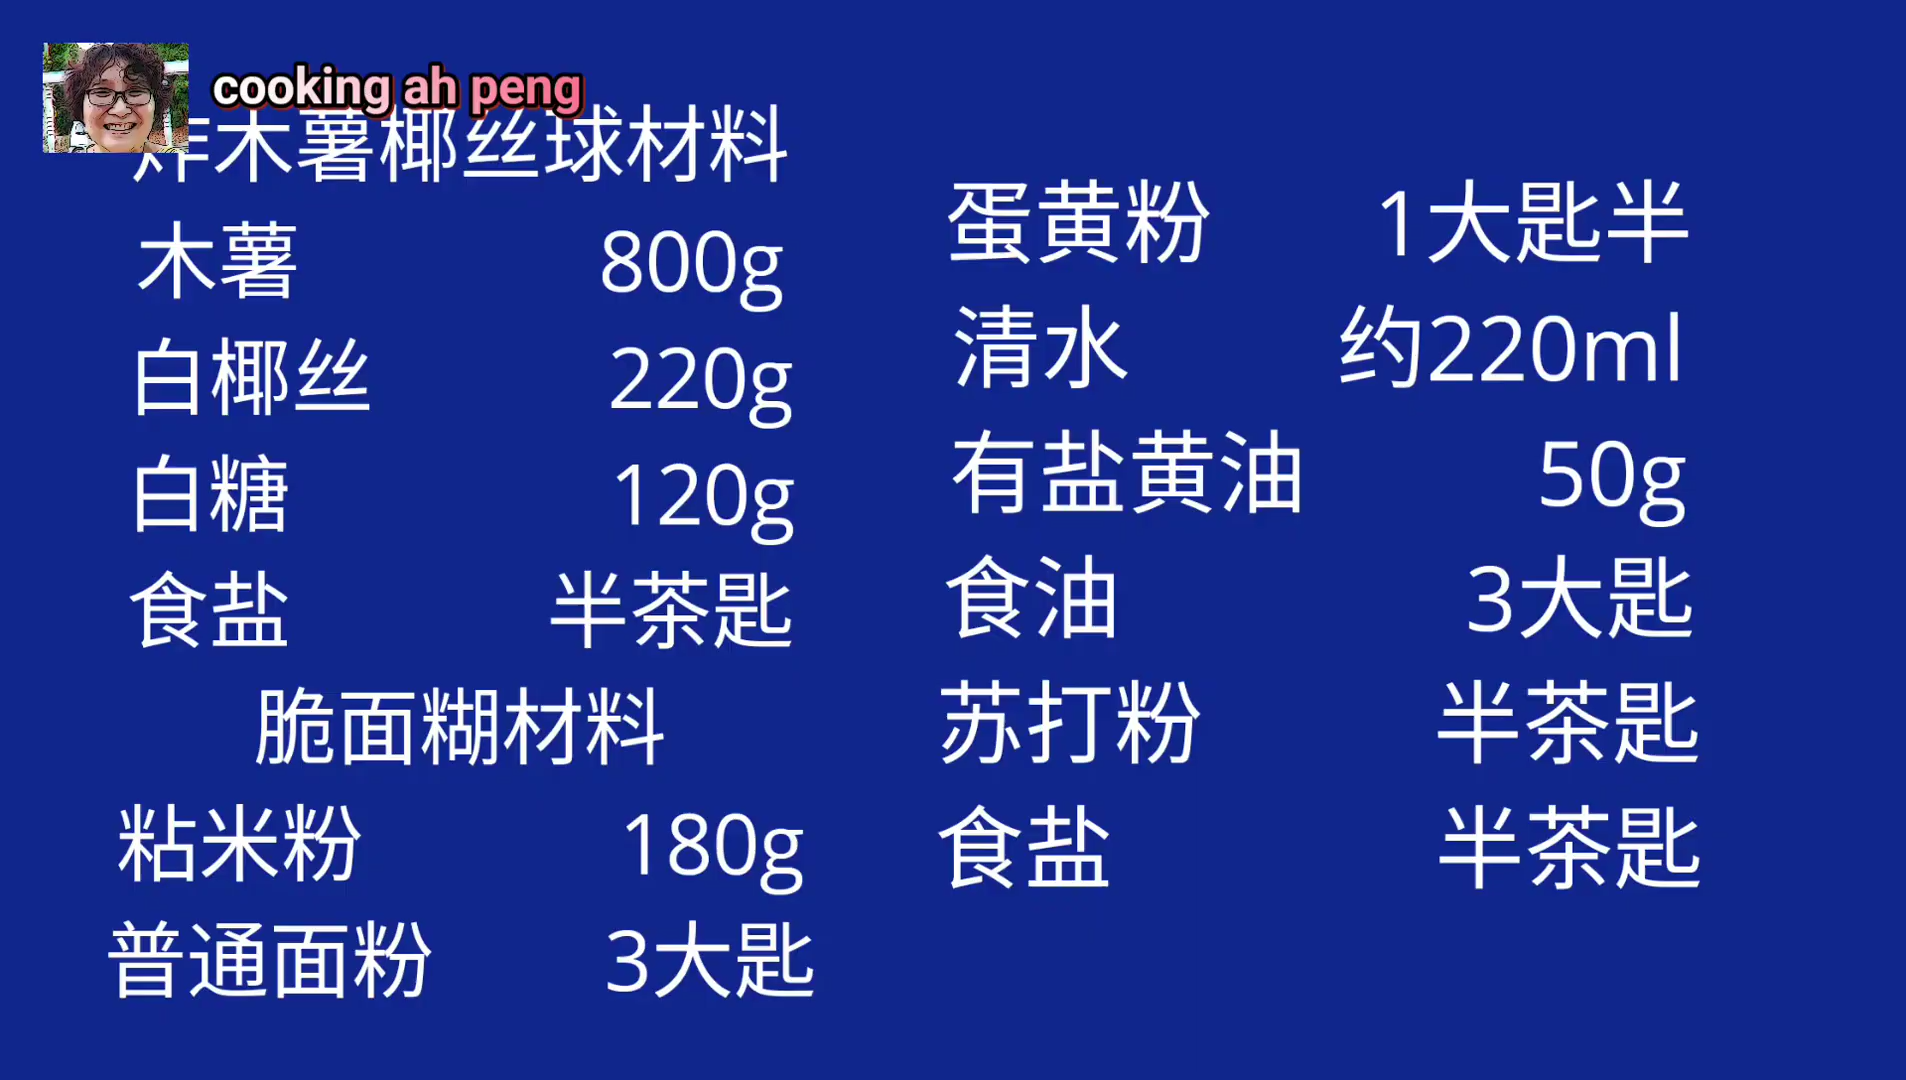 cooking ah peng
炸木薯椰丝球材料
木薯 800g
白椰丝 220g
白糖 120g
食盐 半茶匙
脆面糊材料
粘米粉 180g
普通面粉 3大匙
蛋黄粉 1大匙半
清水 约220ml
有盐黄油 50g
食油 3大匙
苏打粉 半茶匙
食盐 半茶匙